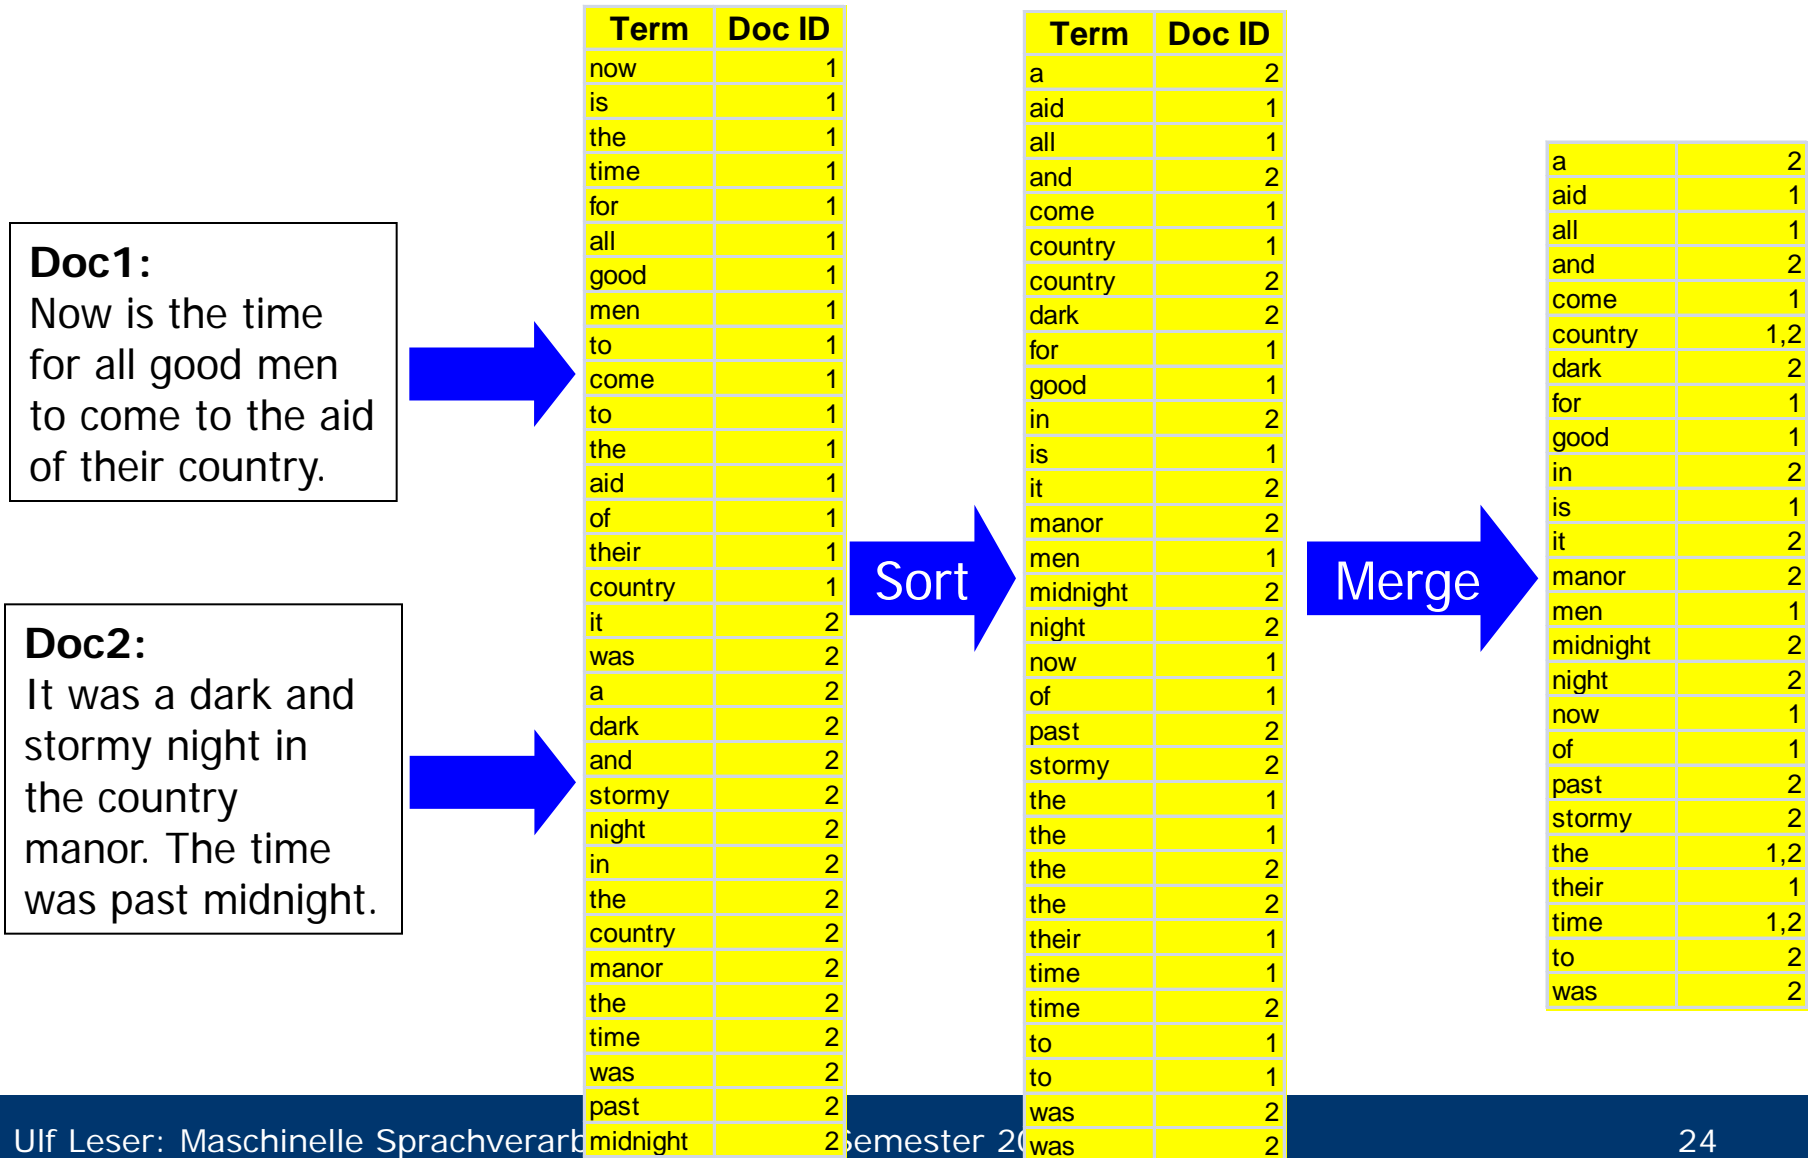 Doc1:
Now is the time
for all good men
to come to the aid
of their country.
Doc2:
It was a dark and
stormy night in
the country
manor. The time
was past midnight.
Term Doc ID
now 1
is 1
the 1
time 1
for 1
all 1
good 1
men 1
to 1
come 1
to 1
the 1
aid 1
of 1
their 1
country 1
it 2
was 2
a 2
dark 2
and 2
stormy 2
night 2
in 2
the 2
country 2
manor 2
the 2
time 2
was 2
past 2
midnight 2
Sort
Term Doc ID
a 2
aid 1
all 1
and 2
come 1
country 1
country 2
dark 2
for 1
good 1
in 2
is 1
it 2
manor 2
men 1
midnight 2
night 2
now 1
of 1
past 2
stormy 2
the 1
the 1
the 2
the 2
their 1
time 1
time 2
to 1
to 1
was 2
was 2
Merge
a 2
aid 1
all 1
and 2
come 1
country 1,2
dark 2
for 1
good 1
in 2
is 1
it 2
manor 2
men 1
midnight 2
night 2
now 1
of 1
past 2
stormy 2
the 1,2
their 1
time 1,2
to 2
was 2
Ulf Leser: Maschinelle Sprachverarb emester 20 24